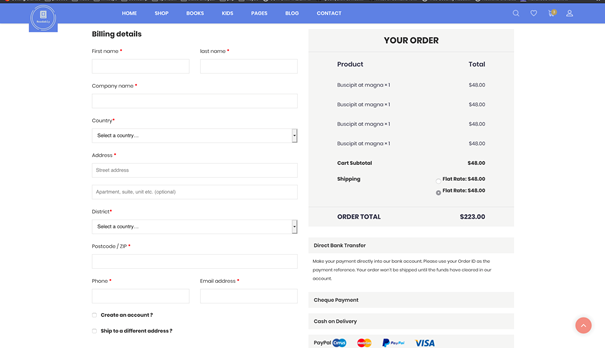 HOME SHOP BOOKS KIDS PAGES BLOG CONTACT
Billing details
First name *
last name *
Company name *
Country*
Select a country...
Address *
Street address
Apartment, suite, unit etc. (optional)
District*
Select a country...
Postcode / ZIP *
Phone *
Email address *
Create an account ?
Ship to a different address ?
YOUR ORDER
Product Total
Buscipit at magna × 1 $48.00
Buscipit at magna × 1 $48.00
Buscipit at magna × 1 $48.00
Buscipit at magna × 1 $48.00
Cart Subtotal $48.00
Shipping Flat Rate: $48.00
Flat Rate: $48.00
ORDER TOTAL $223.00
Direct Bank Transfer
Make your payment directly into our bank account. Please use your Order ID as the
payment reference. Your order won't be shipped until the funds have cleared in our
account.
Cheque Payment
Cash on Delivery
PayPal PayPal VISA